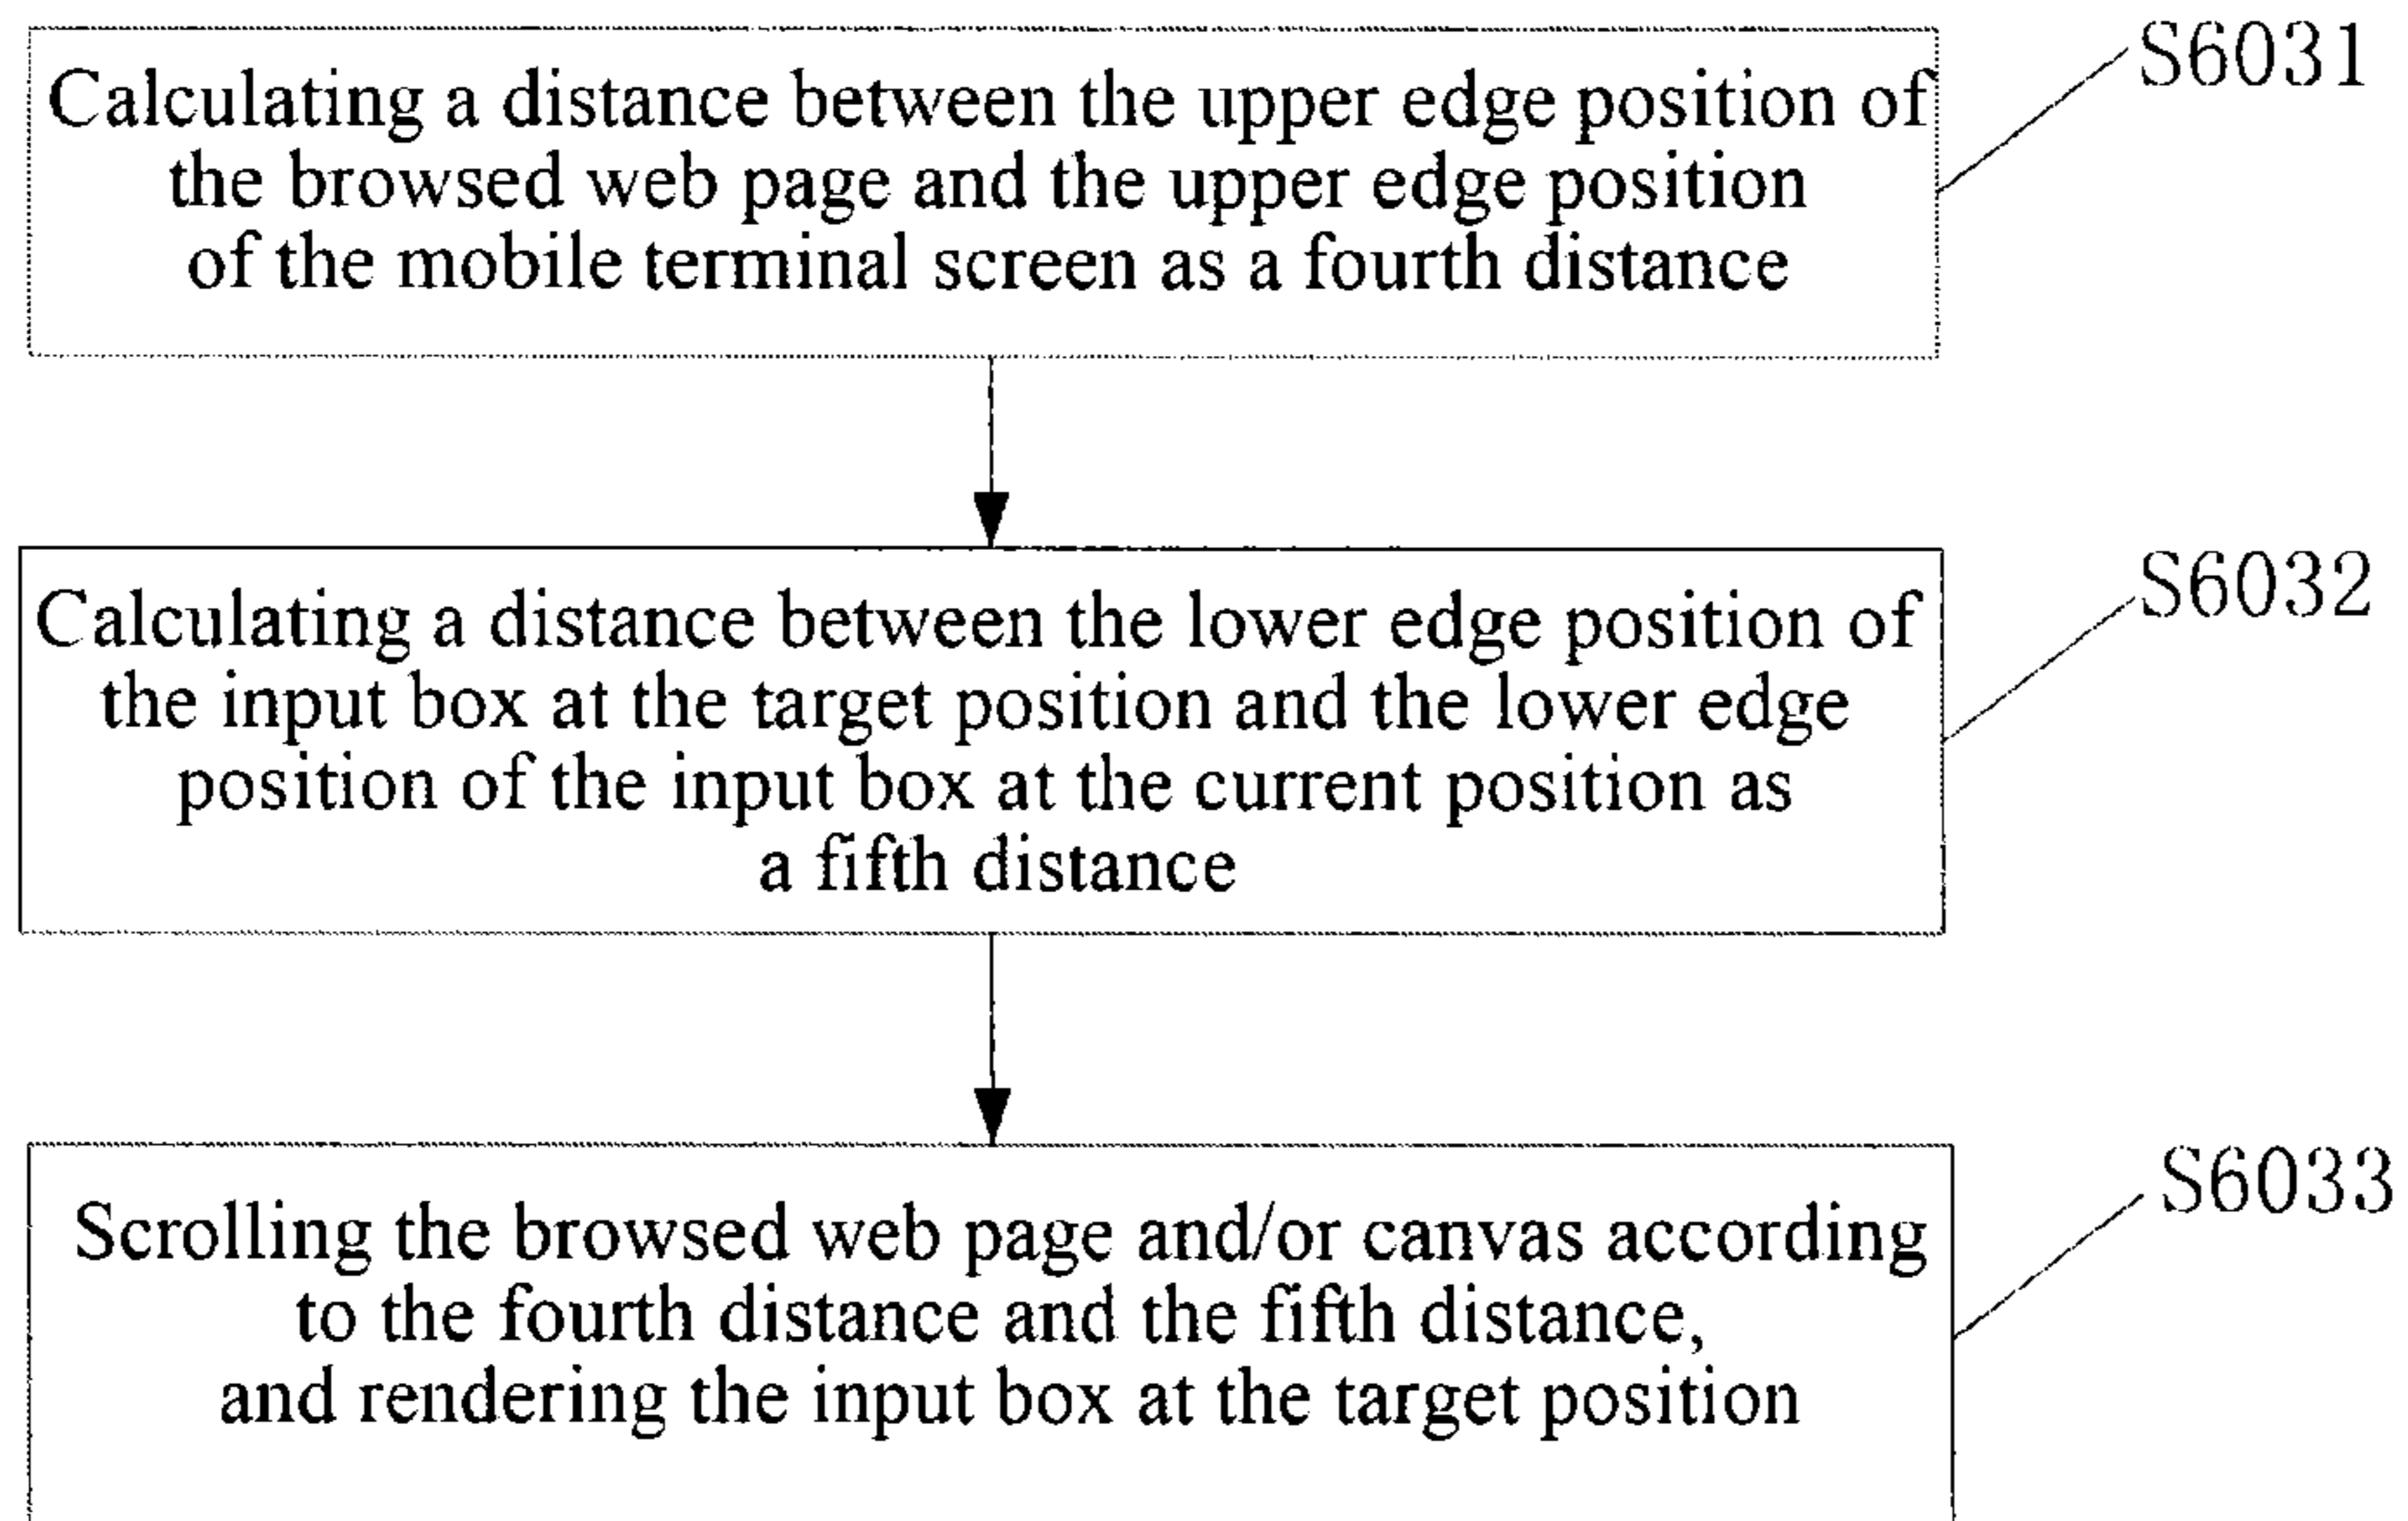 Calculating a distance between the upper edge position of
the browsed web page and the upper edge position
of the mobile terminal screen as a fourth distance
S6031
Calculating a distance between the lower edge position of
the input box at the target position and the lower edge
position of the input box at the current position as
a fifth distance
S6032
Scrolling the browsed web page and/or canvas according
to the fourth distance and the fifth distance,
and rendering the input box at the target position
S6033